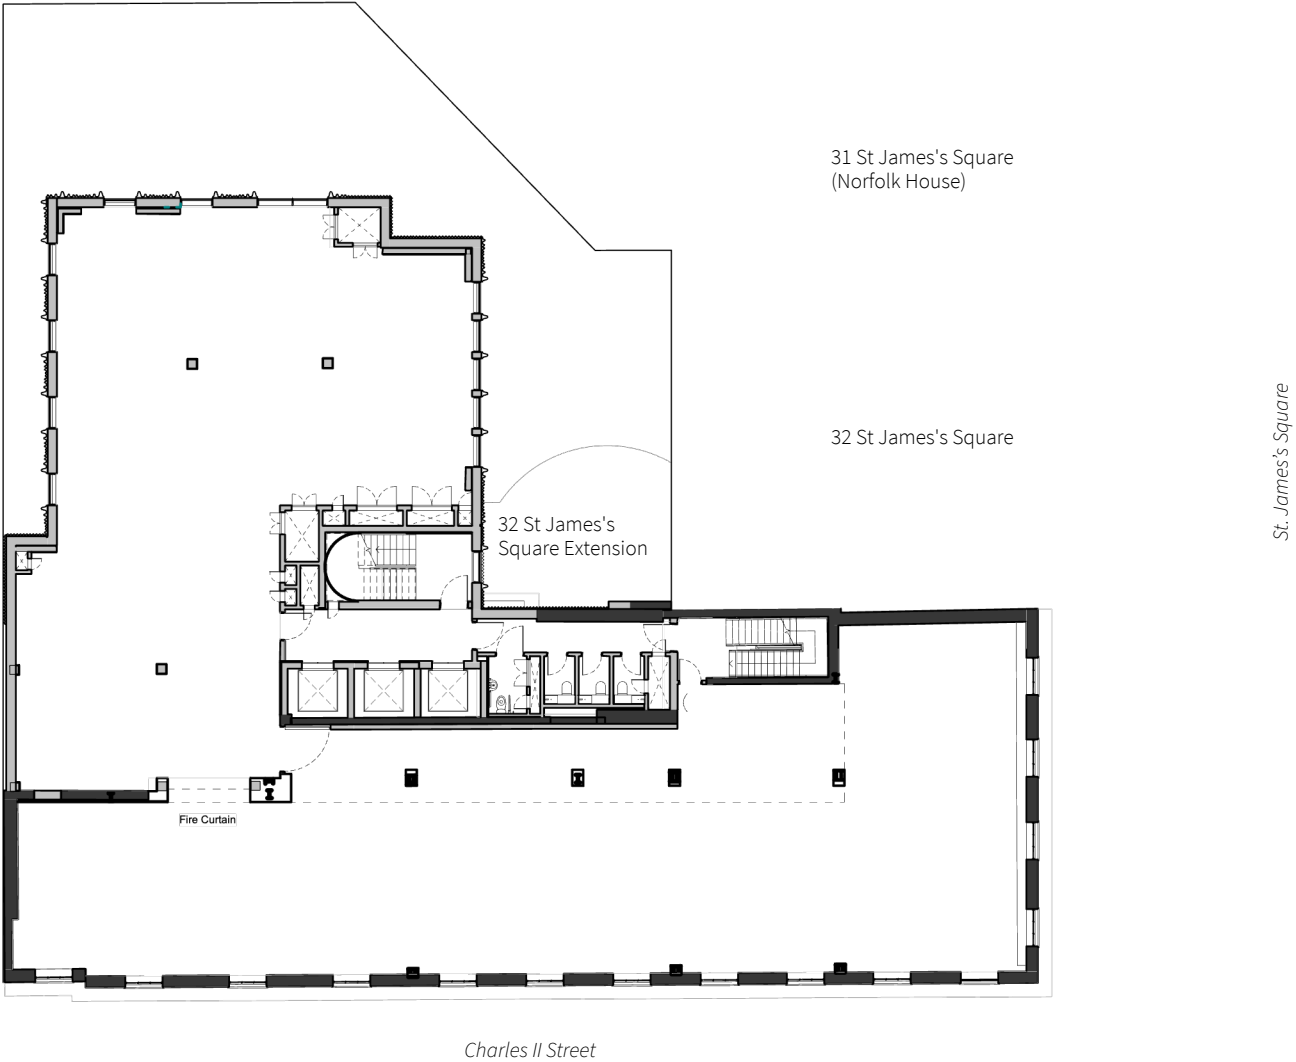 31 St James's Square
(Norfolk House)
32 St James's Square
St. James's Square
32 St James's
Square Extension
Fire Curtain
Charles II Street